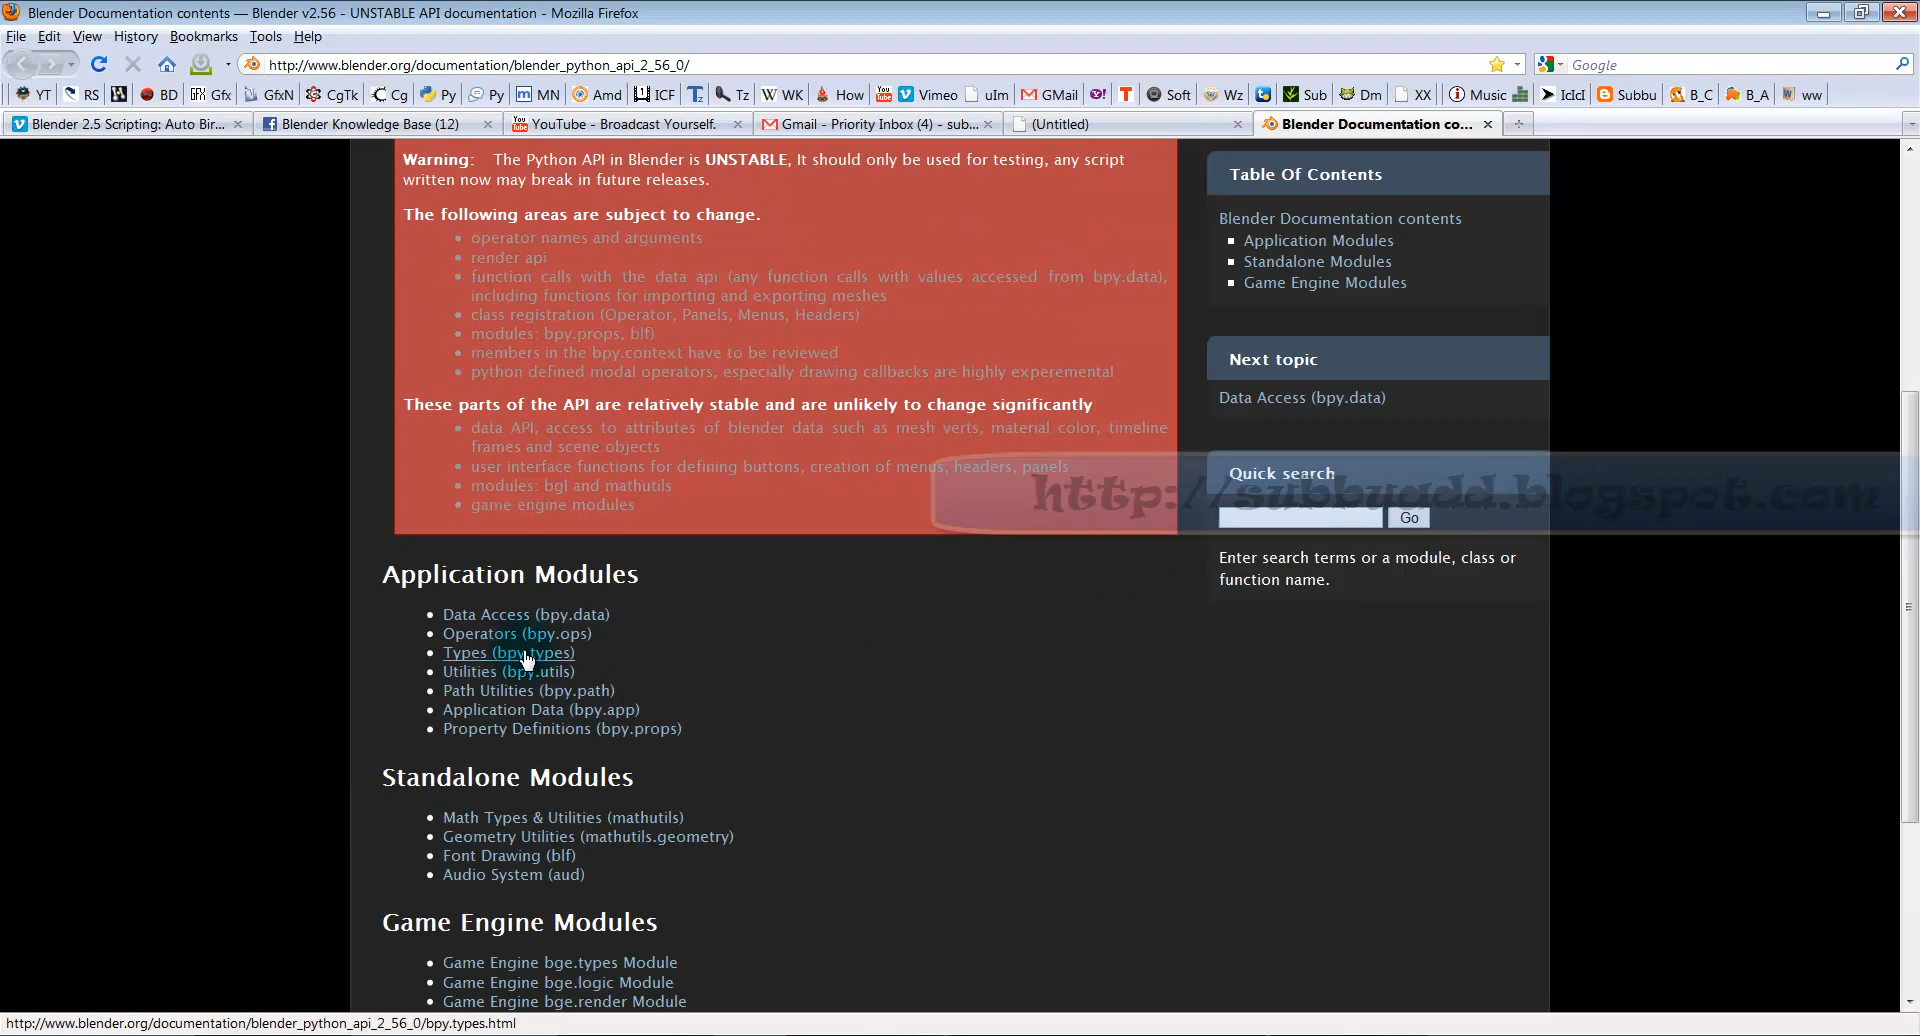 Blender Documentation contents — Blender v2.56 - UNSTABLE API documentation - Mozilla Firefox
File Edit View History Bookmarks Tools Help
http://www.blender.org/documentation/blender_python_api_2_56_0/ Google
YT RS BD Gfx GfxN CgTk Cg Py Py MN Amd ICF Tz WK How Vimeo uIm GMail Soft Wz Sub Dm XX Music IcIcI Subbu B_C B_A ww
Blender 2.5 Scripting: Auto Bir... Blender Knowledge Base (12) YouTube - Broadcast Yourself. Gmail - Priority Inbox (4) - sub... (Untitled) Blender Documentation co...
Warning: The Python API in Blender is UNSTABLE, It should only be used for testing, any script
written now may break in future releases.
The following areas are subject to change.
operator names and arguments
render api
function calls with the data api (any function calls with values accessed from bpy.data),
including functions for importing and exporting meshes
class registration (Operator, Panels, Menus, Headers)
modules: bpy.props, blf)
members in the bpy.context have to be reviewed
python defined modal operators, especially drawing callbacks are highly experemental
These parts of the API are relatively stable and are unlikely to change significantly
data API, access to attributes of blender data such as mesh verts, material color, timeline
frames and scene objects
user interface functions for defining buttons, creation of menus, headers, panels
modules: bgl and mathutils
game engine modules
Application Modules
Data Access (bpy.data)
Operators (bpy.ops)
Types (bpy.types)
Utilities (bpy.utils)
Path Utilities (bpy.path)
Application Data (bpy.app)
Property Definitions (bpy.props)
Standalone Modules
Math Types & Utilities (mathutils)
Geometry Utilities (mathutils.geometry)
Font Drawing (blf)
Audio System (aud)
Game Engine Modules
Game Engine bge.types Module
Game Engine bge.logic Module
Game Engine bge.render Module
Table Of Contents
Blender Documentation contents
Application Modules
Standalone Modules
Game Engine Modules
Next topic
Data Access (bpy.data)
Quick search
http://subbuadd.blogspot.com
Go
Enter search terms or a module, class or
function name.
http://www.blender.org/documentation/blender_python_api_2_56_0/bpy.types.html